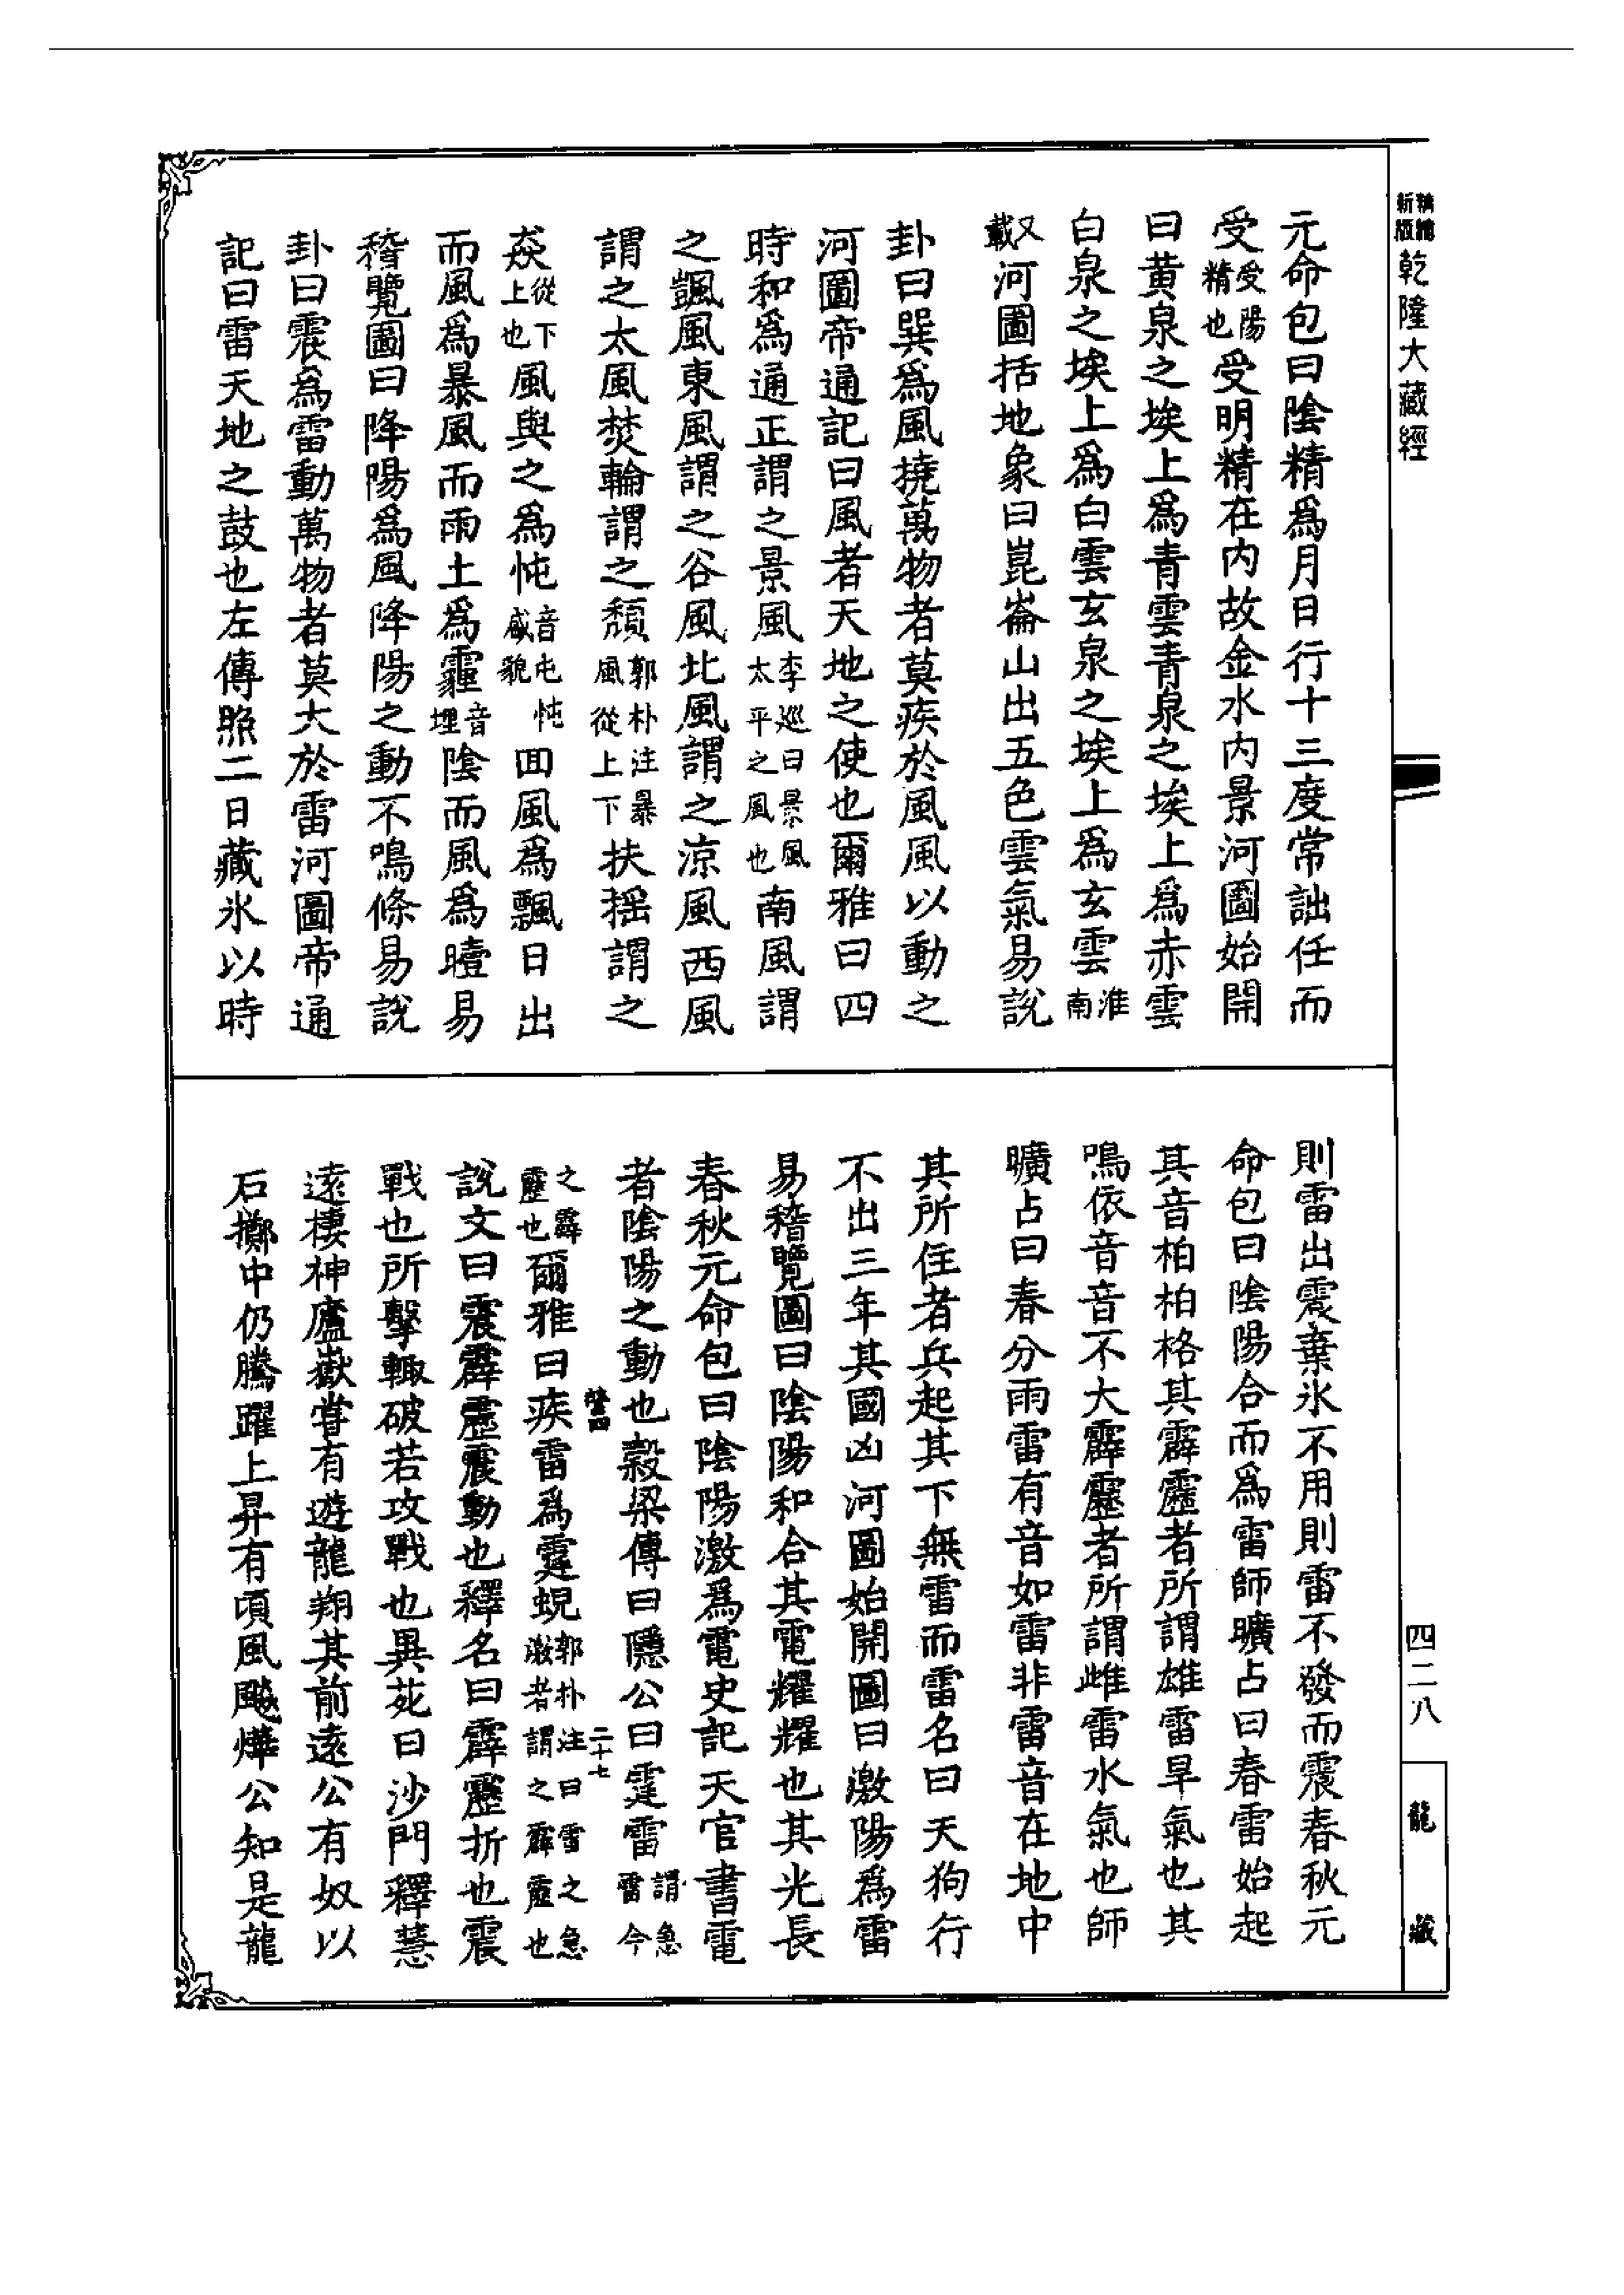 精繕新版乾隆大藏經
元命包曰陰精爲月日行十三度常詘任而
受受陽精也受明精在内故金水内景河圖始開
曰黄泉之埃上爲青雲青泉之埃上爲赤雲
白泉之埃上爲白雲玄泉之埃上爲玄雲淮南
又載河圖括地象曰崑崙山出五色雲氣易説
卦曰巽爲風撓萬物者莫疾於風風以動之
河圖帝通記曰風者天地之使也爾雅曰四
時和爲通正謂之景風李巡曰景風太平之風也南風謂
之颽風東風謂之谷風北風謂之涼風西風
謂之太風焚輪謂之頹郭朴注暴風從上下扶揺謂之
猋從下上也風與之爲忳音屯忳盛貌囬風爲飄日出
而風爲暴風而雨土爲霾音埋陰而風爲曀易
稽覽圖曰降陽爲風降陽之動不鳴條易説
卦曰震爲雷動萬物者莫大於雷河圖帝通
記曰雷天地之鼓也左傳照二日藏氷以時
則雷出震棄氷不用則雷不發而震春秋元
命包曰陰陽合而爲雷師曠占曰春雷始起
其音柏柏格其霹靂者所謂雄雷旱氣也其
鳴依音音不大霹靂者所謂雌雷水氣也師
曠占曰春分雨雷有音如雷非雷音在地中
其所住者兵起其下無雷而雷名曰天狗行
不出三年其國凶河圖始開圖曰激陽爲雷
易稽覽圖曰陰陽和合其電耀耀也其光長
春秋元命包曰陰陽激爲電史記天官書電
者陰陽之動也穀梁傳曰隱公曰霆雷謂急雷今
之霹靂也爾雅曰疾雷爲霆蜺郭朴注曰雷之急激者謂之霹靂也
説文曰震霹靂震動也釋名曰霹靂折也震
戰也所擊輙破若攻戰也異苑曰沙門釋慧
遠棲神廬嶽甞有遊龍翔其前遠公有奴以
石擲中仍騰躍上昇有頃風飈燁公知是龍
二十七
四二八
龍藏